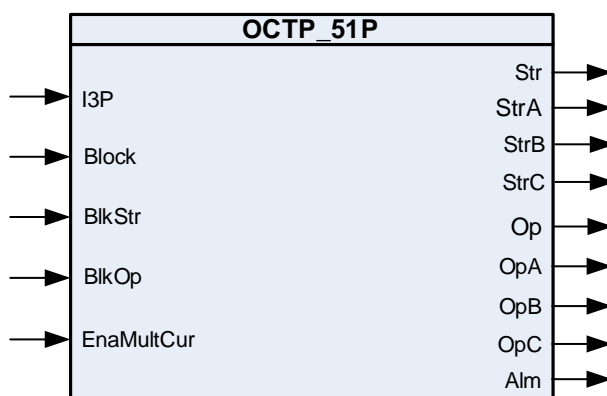 OCTP_51P
I3P
Block
BlkStr
BlkOp
EnaMultCur
Str
StrA
StrB
StrC
Op
OpA
OpB
OpC
Alm